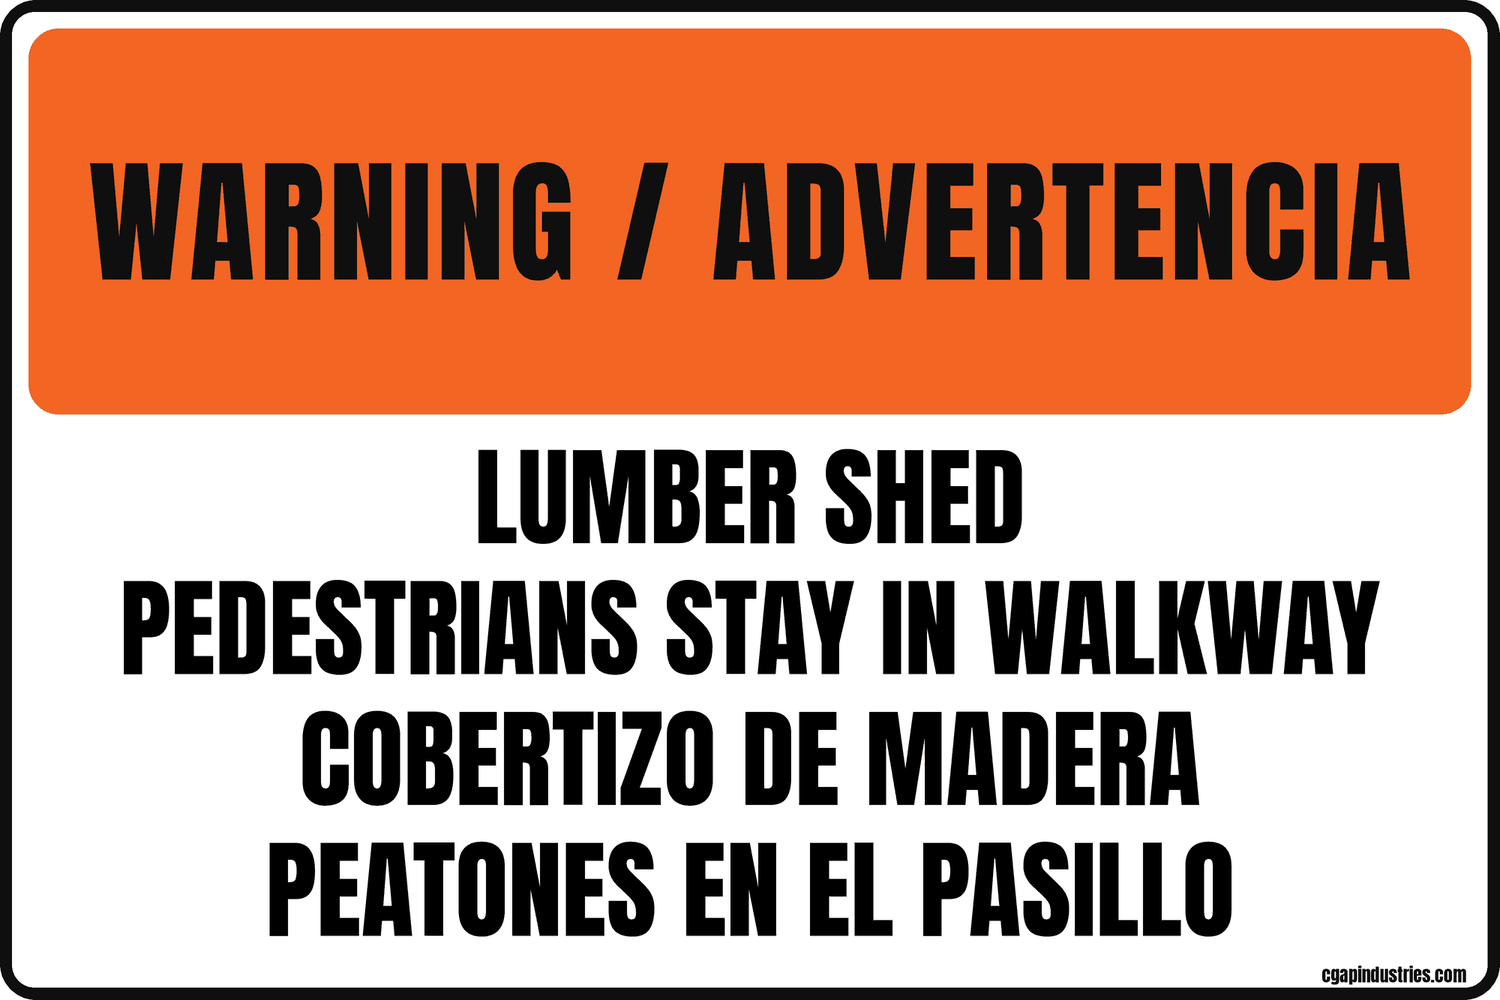 WARNING / ADVERTENCIA
LUMBER SHED
PEDESTRIANS STAY IN WALKWAY
COBERTIZO DE MADERA
PEATONES EN EL PASILLO
cgapindustries.com